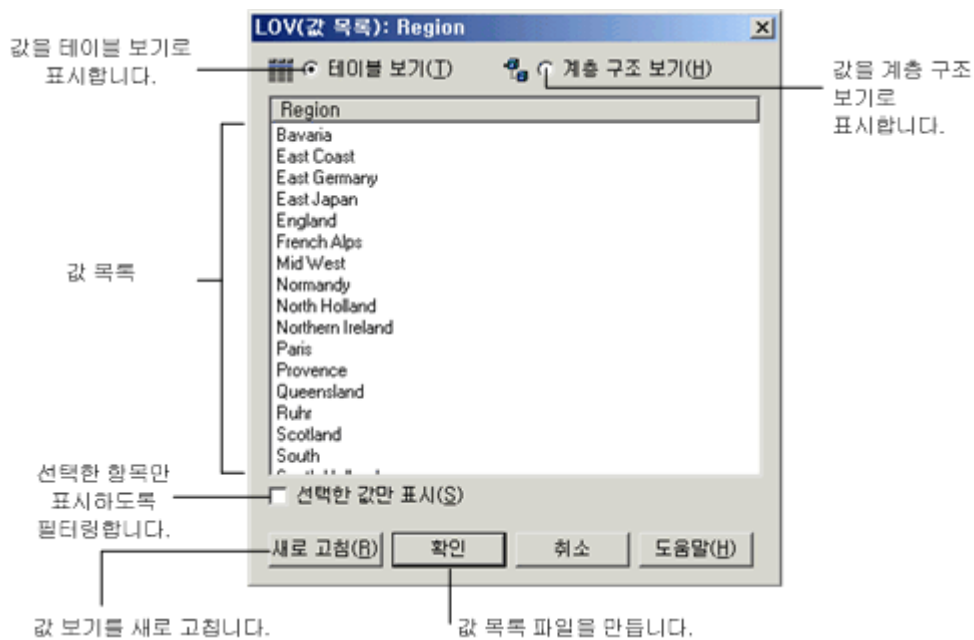 LOV(값 목록): Region
값을 테이블 보기로
표시합니다.
테이블 보기(T)
계층 구조 보기(H)
값을 계층 구조
보기로
표시합니다.
Region
Bavaria
East Coast
East Germany
East Japan
England
French Alps
Mid West
Normandy
North Holland
Northern Ireland
Paris
Provence
Queensland
Ruhr
Scotland
South
값 목록
선택한 항목만
표시하도록
필터링합니다.
선택한 값만 표시(S)
새로 고침(R)
확인
취소
도움말(H)
값 보기를 새로 고칩니다.
값 목록 파일을 만듭니다.